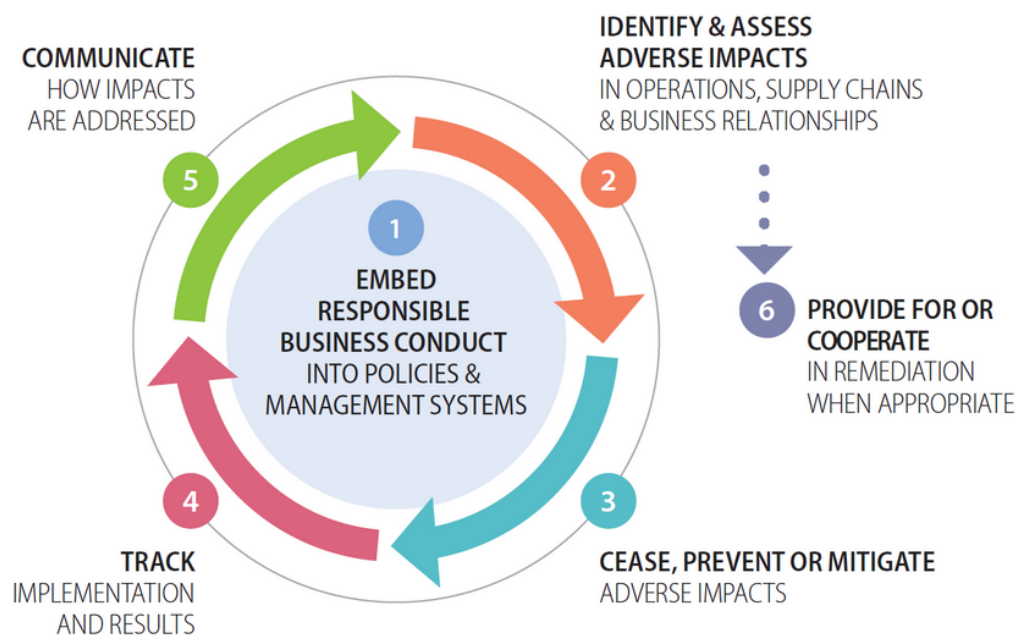 1
EMBED
RESPONSIBLE
BUSINESS CONDUCT
INTO POLICIES &
MANAGEMENT SYSTEMS
2
IDENTIFY & ASSESS
ADVERSE IMPACTS
IN OPERATIONS, SUPPLY CHAINS
& BUSINESS RELATIONSHIPS
3
CEASE, PREVENT OR MITIGATE
ADVERSE IMPACTS
4
TRACK
IMPLEMENTATION
AND RESULTS
5
COMMUNICATE
HOW IMPACTS
ARE ADDRESSED
6
PROVIDE FOR OR
COOPERATE
IN REMEDIATION
WHEN APPROPRIATE